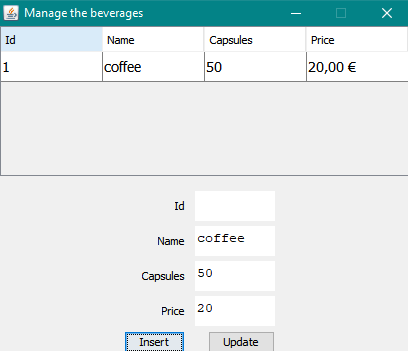 Manage the beverages
Id Name Capsules Price
1 coffee 50 20,00 €
Id
Name coffee
Capsules 50
Price 20
Insert Update